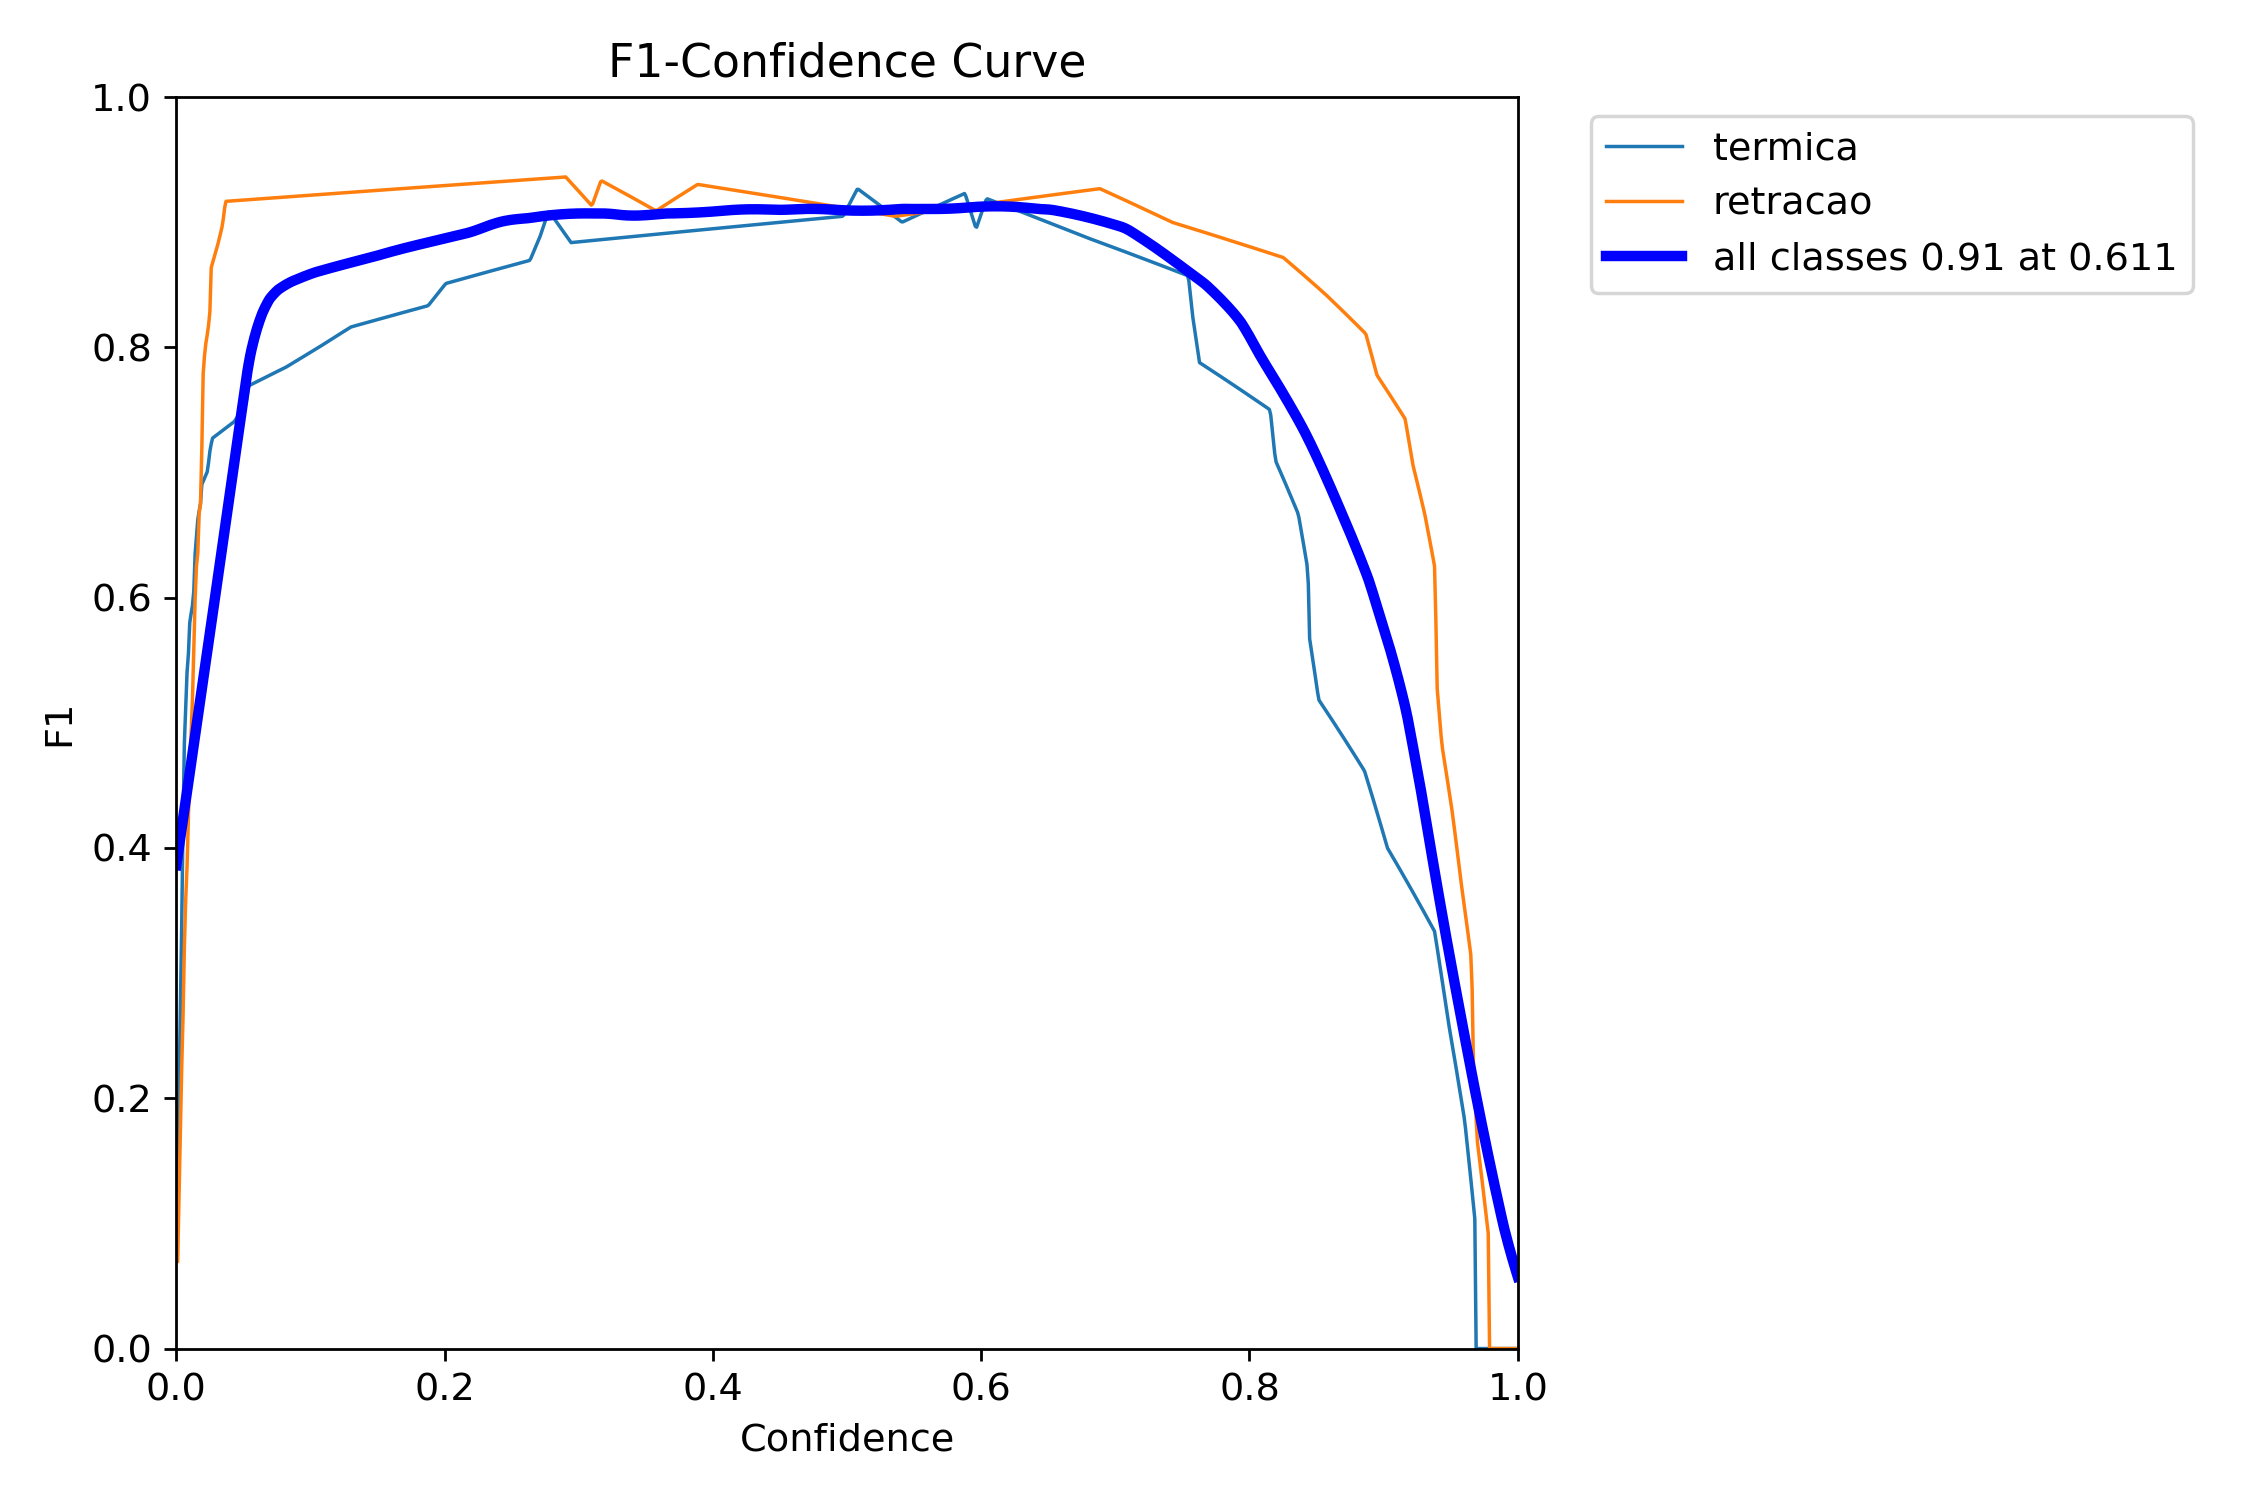 F1-Confidence Curve
1.0
0.8
0.6
0.4
0.2
0.0
F1
0.0 0.2 0.4 0.6 0.8 1.0
Confidence
termica
retracao
all classes 0.91 at 0.611